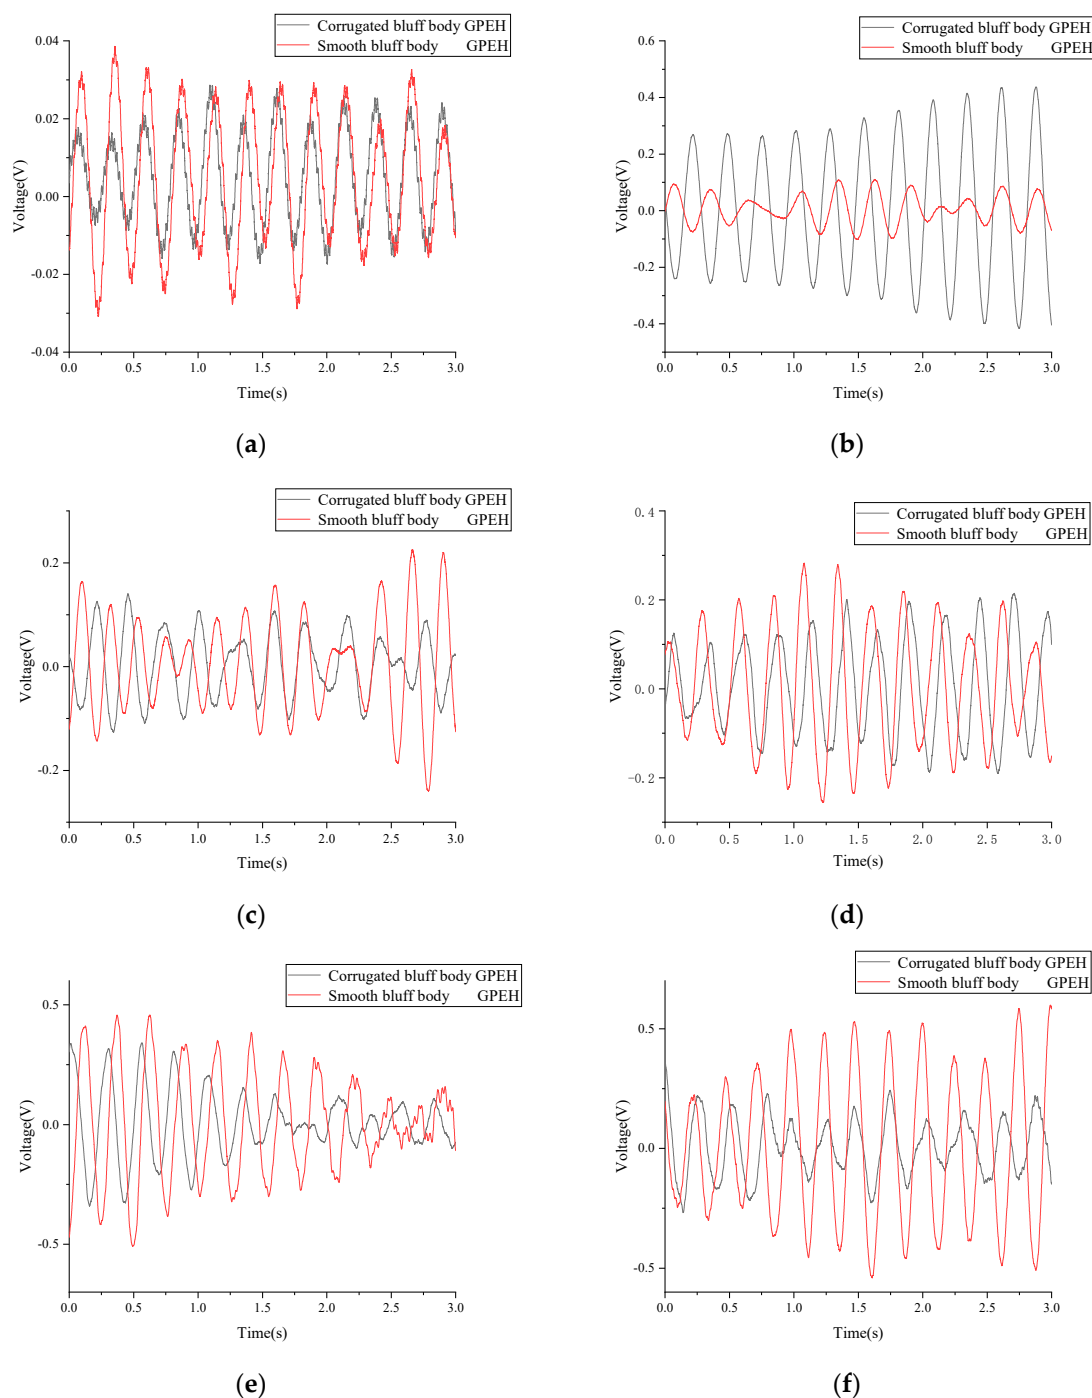 Corrugated bluff body GPEH
Smooth bluff body GPEH
0.04
0.02
0.00
-0.02
-0.04
Voltage(V)
0.0 0.5 1.0 1.5 2.0 2.5 3.0
Time(s)
(a)
Corrugated bluff body GPEH
Smooth bluff body GPEH
0.6
0.4
0.2
0.0
-0.2
-0.4
Voltage(V)
0.0 0.5 1.0 1.5 2.0 2.5 3.0
Time(s)
(b)
Corrugated bluff body GPEH
Smooth bluff body GPEH
0.2
0.0
-0.2
Voltage(V)
0.0 0.5 1.0 1.5 2.0 2.5 3.0
Time(s)
(c)
Corrugated bluff body GPEH
Smooth bluff body GPEH
0.4
0.2
0.0
-0.2
Voltage(V)
0.0 0.5 1.0 1.5 2.0 2.5 3.0
Time(s)
(d)
Corrugated bluff body GPEH
Smooth bluff body GPEH
0.5
0.0
-0.5
Voltage(V)
0.0 0.5 1.0 1.5 2.0 2.5 3.0
Time(s)
(e)
Corrugated bluff body GPEH
Smooth bluff body GPEH
0.5
0.0
-0.5
Voltage(V)
0.0 0.5 1.0 1.5 2.0 2.5 3.0
Time(s)
(f)